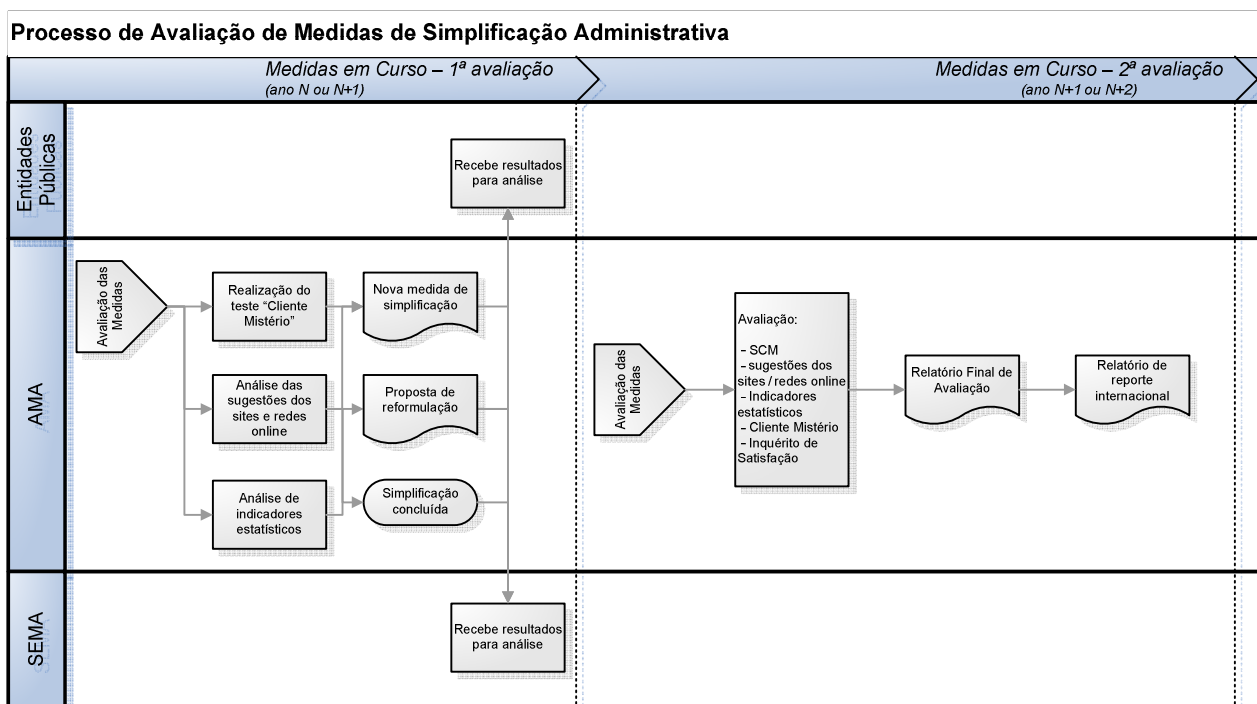 Processo de Avaliação de Medidas de Simplificação Administrativa
Medidas em Curso – 1ª avaliação
(ano N ou N+1)
Medidas em Curso – 2ª avaliação
(ano N+1 ou N+2)
Entidades
Públicas
Recebe resultados
para análise
AMA
Avaliação das
Medidas
Realização do
teste “Cliente
Mistério”
Nova medida de
simplificação
Análise das
sugestões dos
sites e redes
online
Proposta de
reformulação
Análise de
indicadores
estatísticos
Simplificação
concluída
Avaliação das
Medidas
Avaliação:
– SCM
– sugestões dos
sites / redes online
– Indicadores
estatísticos
– Cliente Mistério
– Inquérito de
Satisfação
Relatório Final de
Avaliação
Relatório de
reporte
internacional
SEMA
Recebe resultados
para análise